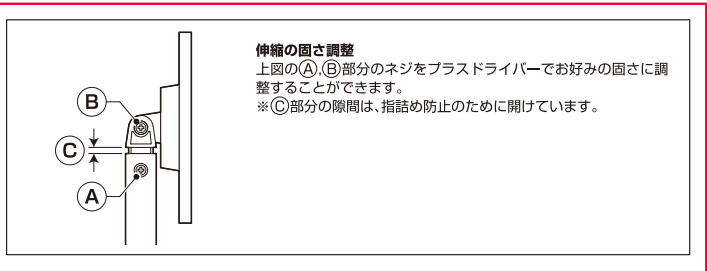 伸縮の固さ調整
上図のⒶ,Ⓑ部分のネジをプラスドライバーでお好みの固さに調
整することができます。
※Ⓒ部分の隙間は、指詰め防止のために開けています。
B
C
A